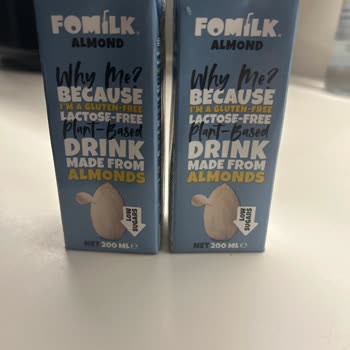 FOMILK
ALMOND
Why Me?
BECAUSE
I'M A GLUTEN-FREE
LACTOSE-FREE
Plant-Based
DRINK
MADE FROM
ALMONDS
LOW
SUGARS
NET 200 ML e
FOMILK
ALMOND
Why Me?
BECAUSE
I'M A GLUTEN-FREE
LACTOSE-FREE
Plant-Based
DRINK
MADE FROM
ALMONDS
LOW
SUGARS
NET 200 ML e